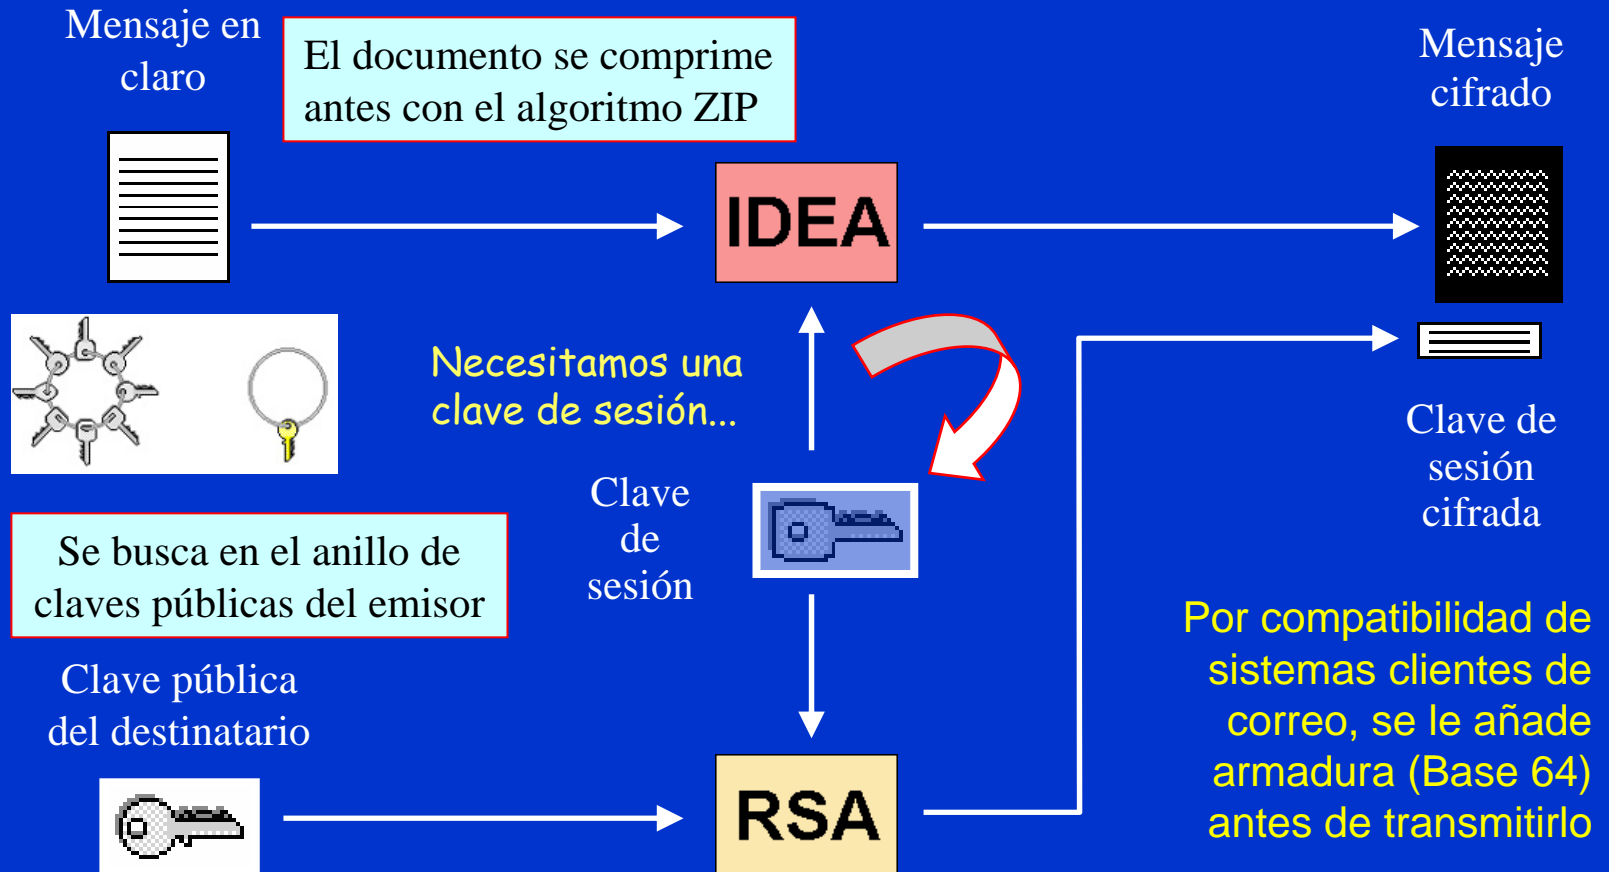 Mensaje en
claro
El documento se comprime
antes con el algoritmo ZIP
Mensaje
cifrado
IDEA
Necesitamos una
clave de sesión...
Clave
de
sesión
Clave de
sesión
cifrada
Se busca en el anillo de
claves públicas del emisor
Clave pública
del destinatario
RSA
Por compatibilidad de
sistemas clientes de
correo, se le añade
armadura (Base 64)
antes de transmitirlo